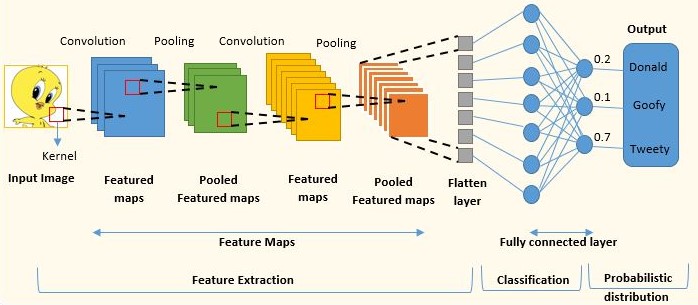 Convolution
Pooling
Convolution
Pooling
Output
0.2
Donald
0.1
Goofy
0.7
Tweety
Kernel
Input Image
Featured
maps
Pooled
Featured maps
Featured
maps
Pooled
Featured maps
Flatten
layer
Feature Maps
Fully connected layer
Feature Extraction
Classification
Probabilistic
distribution